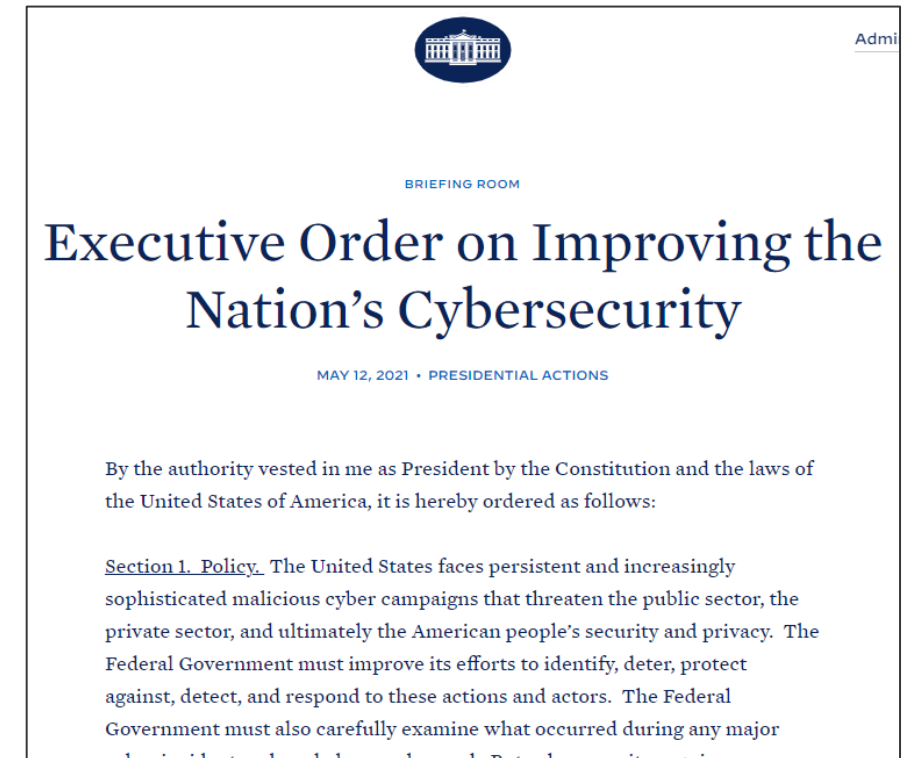 Admi
BRIEFING ROOM
Executive Order on Improving the
Nation’s Cybersecurity
MAY 12, 2021 • PRESIDENTIAL ACTIONS
By the authority vested in me as President by the Constitution and the laws of
the United States of America, it is hereby ordered as follows:
Section 1.  Policy.  The United States faces persistent and increasingly
sophisticated malicious cyber campaigns that threaten the public sector, the
private sector, and ultimately the American people’s security and privacy.  The
Federal Government must improve its efforts to identify, deter, protect
against, detect, and respond to these actions and actors.  The Federal
Government must also carefully examine what occurred during any major